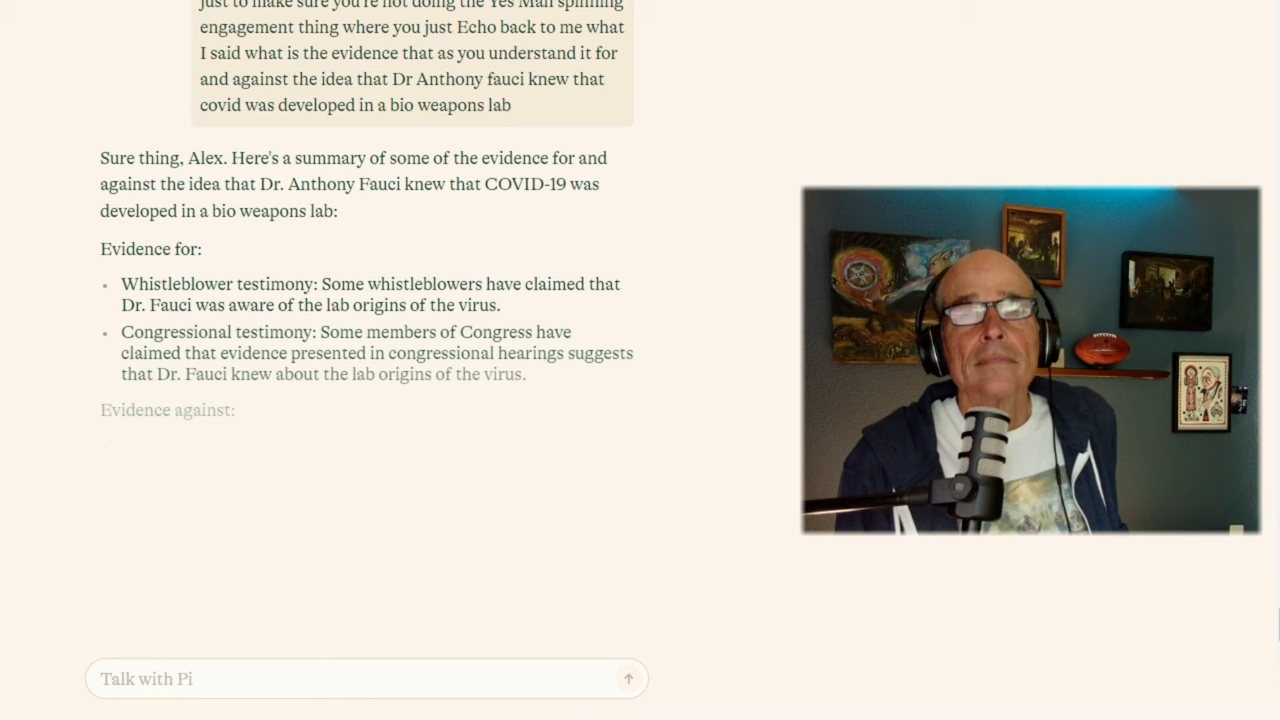 just to make sure you're not doing the Yes Man spinning
engagement thing where you just Echo back to me what
I said what is the evidence that as you understand it for
and against the idea that Dr Anthony fauci knew that
covid was developed in a bio weapons lab
Sure thing, Alex. Here's a summary of some of the evidence for and
against the idea that Dr. Anthony Fauci knew that COVID-19 was
developed in a bio weapons lab:
Evidence for:
Whistleblower testimony: Some whistleblowers have claimed that
Dr. Fauci was aware of the lab origins of the virus.
Congressional testimony: Some members of Congress have
claimed that evidence presented in congressional hearings suggests
that Dr. Fauci knew about the lab origins of the virus.
Evidence against:
Talk with Pi